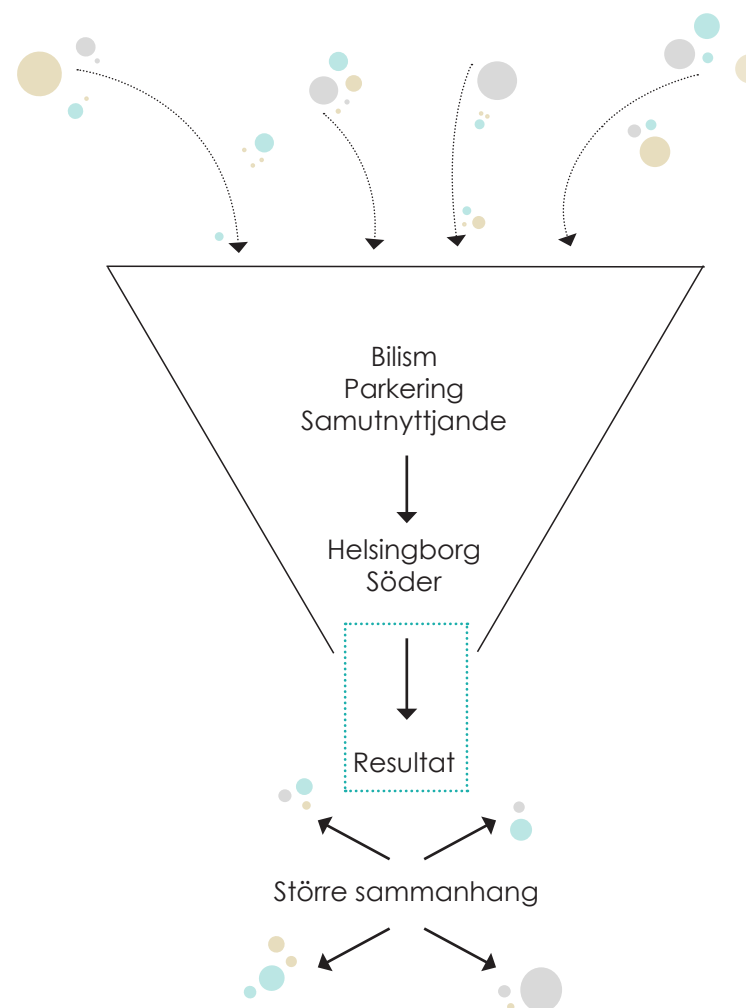 Bilism
Parkering
Samutnyttjande
Helsingborg
Söder
Resultat
Större sammanhang